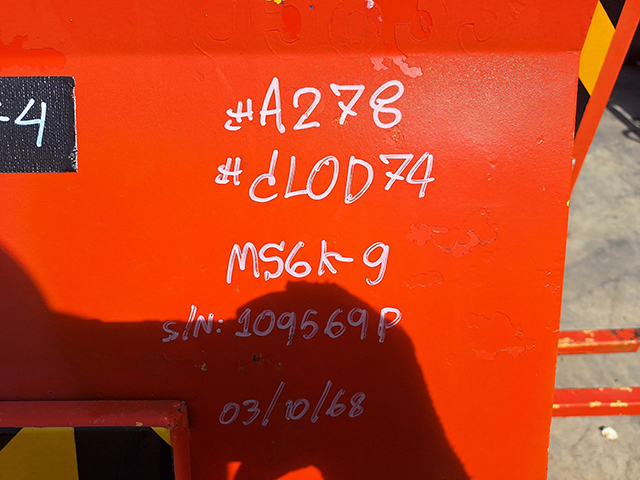 -4
#A278
#CLOD74
MS6K-9
S/N: 109569P
03/10/68